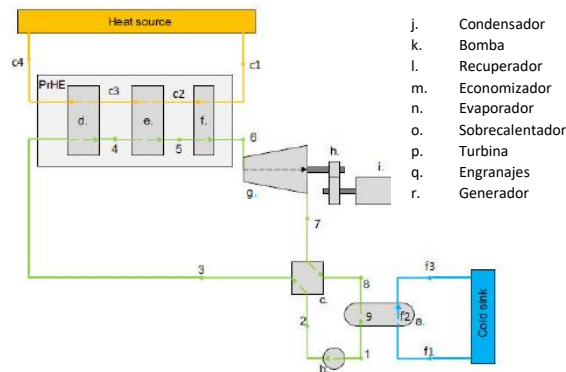 Heat source
c4
c1
PrHE
c3
c2
d.
e.
f.
4
5
6
h.
i.
g.
7
3
c.
8
f3
2
9
f2
a.
Cold sink
b.
1
f1
j. Condensador
k. Bomba
l. Recuperador
m. Economizador
n. Evaporador
o. Sobrecalentador
p. Turbina
q. Engranajes
r. Generador